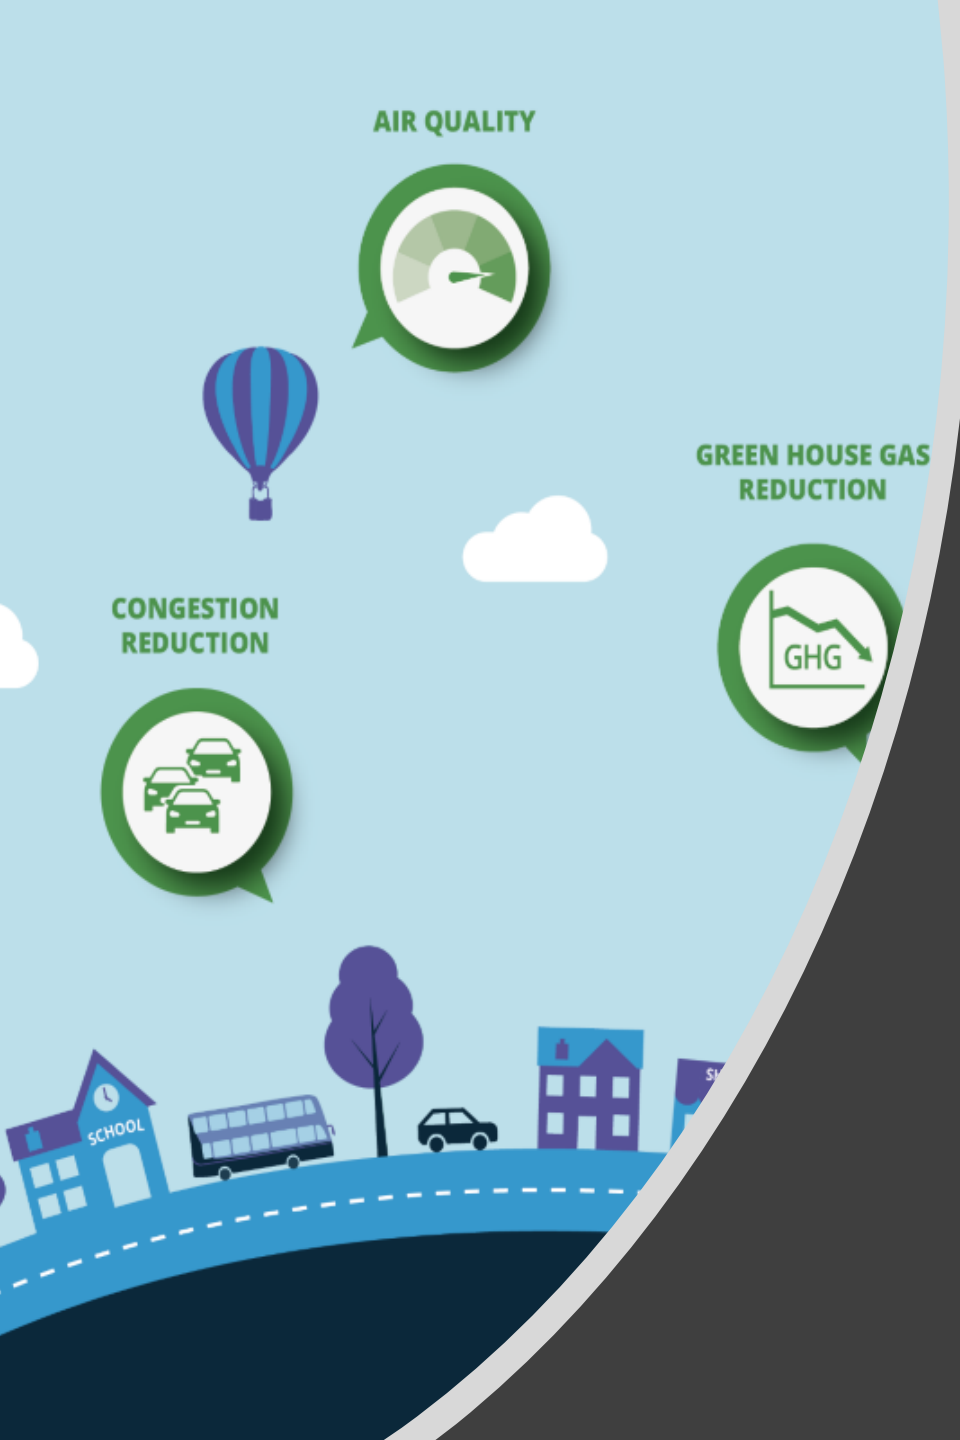 AIR QUALITY
GREEN HOUSE GAS
REDUCTION
GHG
CONGESTION
REDUCTION
SCHOOL